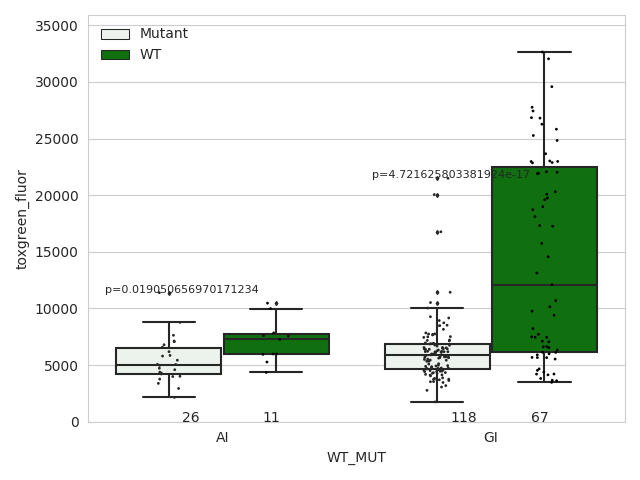 Mutant
WT
35000
30000
25000
20000
15000
10000
5000
0
toxgreen_fluor
p=0.019050656970171234
p=4.721625803381924e-17
26
11
118
67
AI
GI
WT_MUT